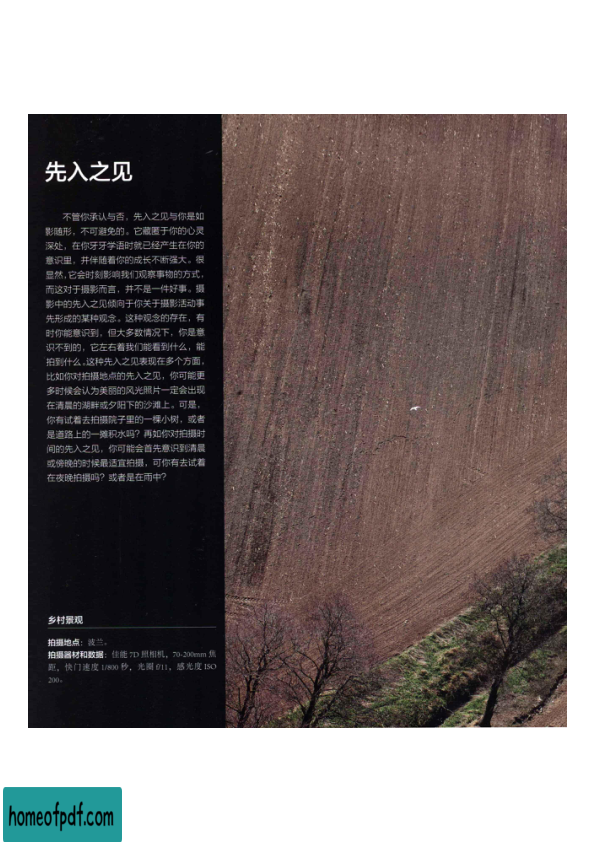 先入之见
不管你承认与否，先入之见与你是如
影随形，不可避免的。它藏匿于你的心灵
深处，在你牙牙学语时就已经产生在你的
意识里，并伴随着你的成长不断强大。很
显然，它会时刻影响我们观察事物的方式，
而这对于摄影而言，并不是一件好事。摄
影中的先入之见倾向于你关于摄影活动事
先形成的某种观念。这种观念的存在，有
时你能意识到，但大多数情况下，你是意
识不到的，它左右着我们能看到什么，能
拍到什么。这种先入之见表现在多个方面，
比如你对拍摄地点的先入之见，你可能更
多时候会认为美丽的风光照片一定会出现
在清晨的湖畔或夕阳下的沙滩上。可是，
你有试着去拍摄院子里的一棵小树，或者
是道路上的一摊积水吗？再如你对拍摄时
间的先入之见，你可能会首先意识到清晨
或傍晚的时候最适宜拍摄，可你有去试着
在夜晚拍摄吗？或者是在雨中？
乡村景观
拍摄地点：波兰。
拍摄器材和数据：佳能 7D 照相机，70-200mm 焦
距，快门速度 1/800 秒，光圈 f/11，感光度 ISO
200。
homeofpdf.com